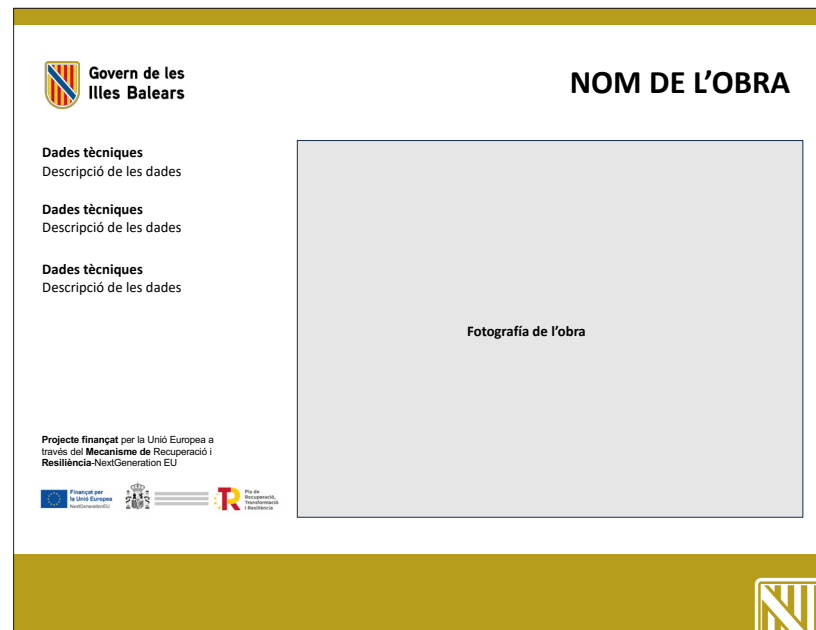 Govern de les
Illes Balears
NOM DE L’OBRA
Dades tècniques
Descripció de les dades
Dades tècniques
Descripció de les dades
Dades tècniques
Descripció de les dades
Fotografía de l’obra
Projecte finançat per la Unió Europea a
través del Mecanisme de Recuperació i
Resiliència-NextGeneration EU
Finançat per
la Unió Europea
NextGenerationEU
R
Pla de
Recuperació,
Transformació
i Resiliència